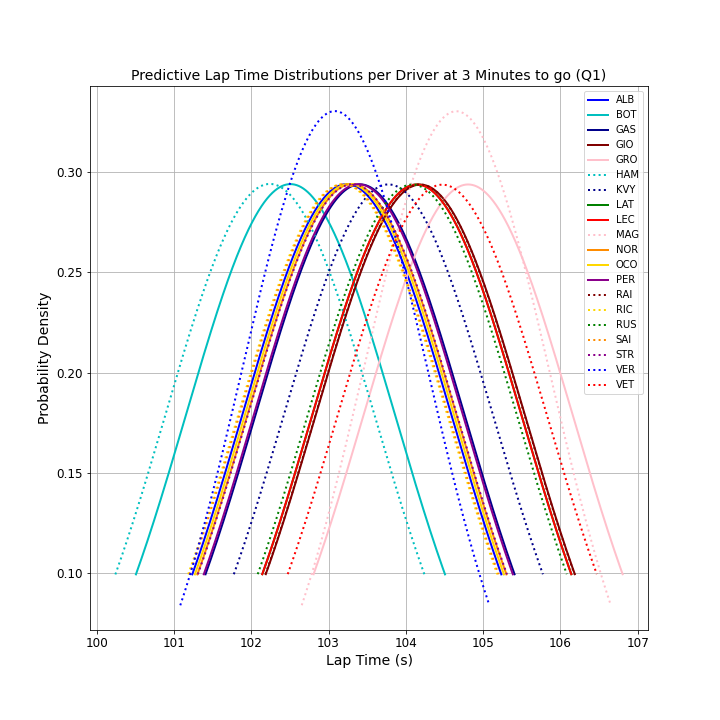 Predictive Lap Time Distributions per Driver at 3 Minutes to go (Q1)
ALB
BOT
GAS
GIO
GRO
HAM
KVY
LAT
LEC
MAG
NOR
OCO
PER
RAI
RIC
RUS
SAI
STR
VER
VET
Probability Density
0.30
0.25
0.20
0.15
0.10
100 101 102 103 104 105 106 107
Lap Time (s)